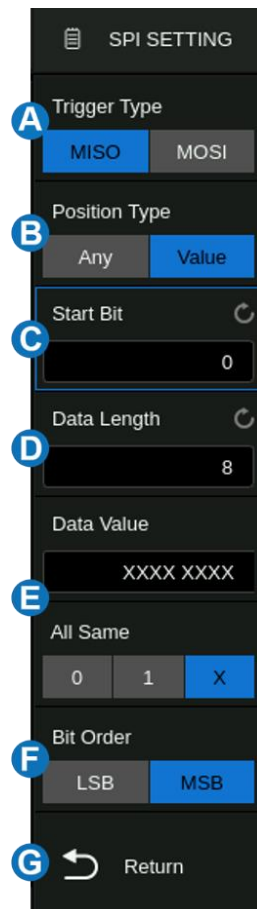 SPI SETTING
A
Trigger Type
MISO MOSI
B
Position Type
Any Value
C
Start Bit
0
D
Data Length
8
Data Value
XXXX XXXX
E
All Same
0 1 X
F
Bit Order
LSB MSB
G
Return